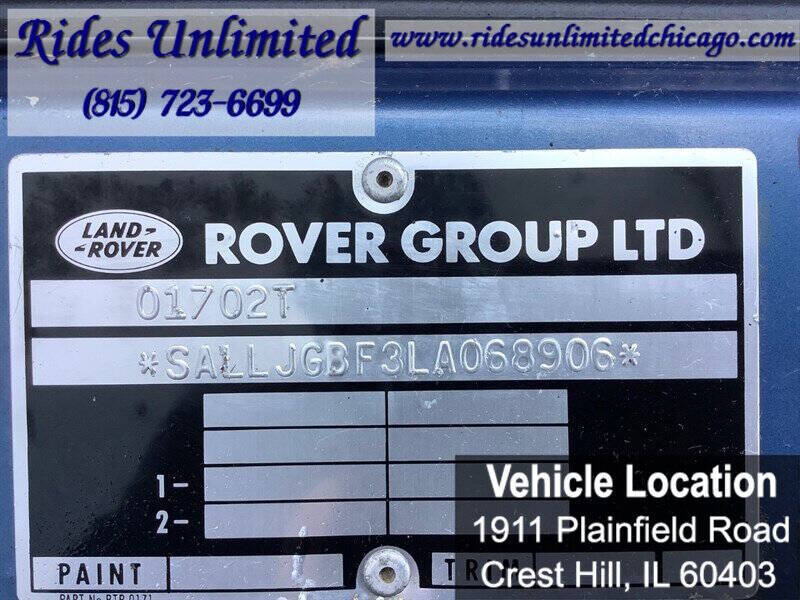 Rides Unlimited
(815) 723-6699
www.ridesunlimitedchicago.com
LAND-
-ROVER
ROVER GROUP LTD
01702T
*SALLJGBF3LA068906*
1-
2-
PAINT
TRIM
Vehicle Location
1911 Plainfield Road
Crest Hill, IL 60403